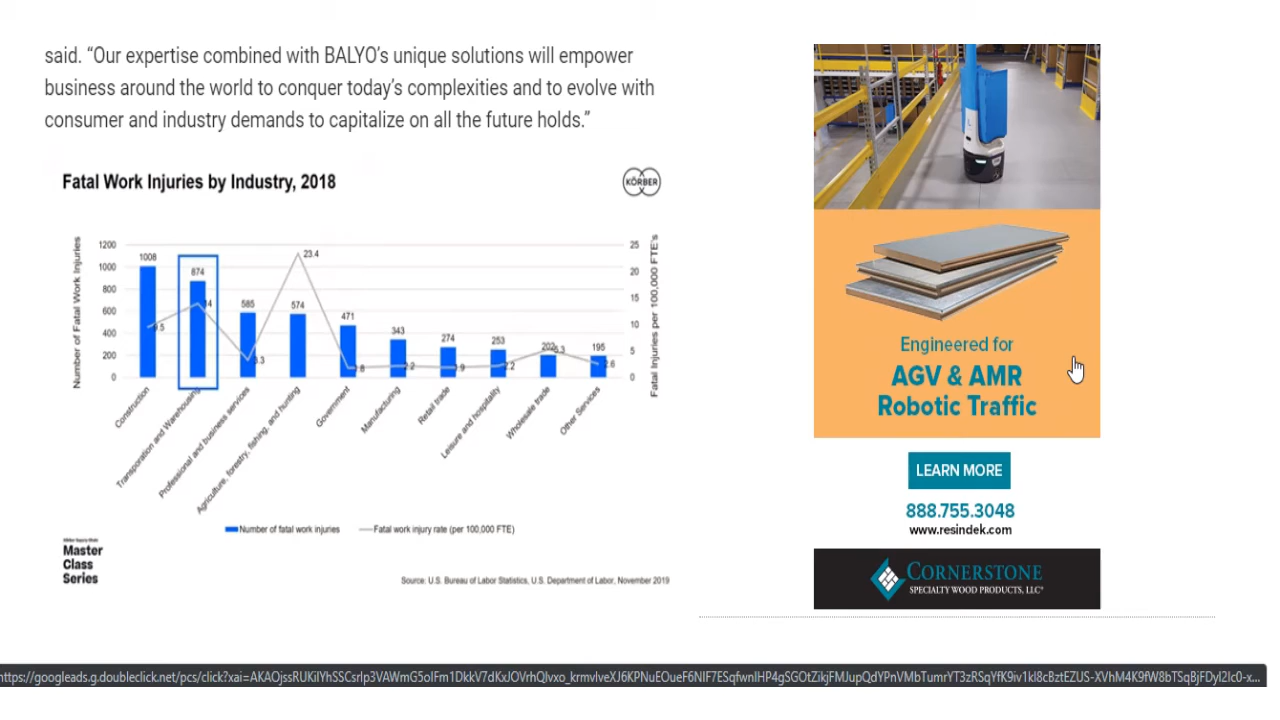 said. “Our expertise combined with BALYO’s unique solutions will empower
business around the world to conquer today’s complexities and to evolve with
consumer and industry demands to capitalize on all the future holds.”
Fatal Work Injuries by Industry, 2018
KÖRBER
Number of Fatal Work Injuries
1200
1000
800
600
400
200
0
1008
874
585
574
471
343
274
253
202
195
9.5
14
23.4
5.3
25
20
15
10
5
0
Fatal Injuries per 100,000 FTE's
Construction
Transporation and Warehousing
Professional and business services
Agriculture, forestry, fishing, and hunting
Government
Manufacturing
Retail trade
Leisure and hospitality
Wholesale trade
Other Services
Number of fatal work injuries
Fatal work injury rate (per 100,000 FTE)
Master
Class
Series
Source: U.S. Bureau of Labor Statistics, U.S. Department of Labor, November 2019
Engineered for
AGV & AMR
Robotic Traffic
LEARN MORE
888.755.3048
www.resindek.com
CORNERSTONE
SPECIALTY WOOD PRODUCTS, LLC®